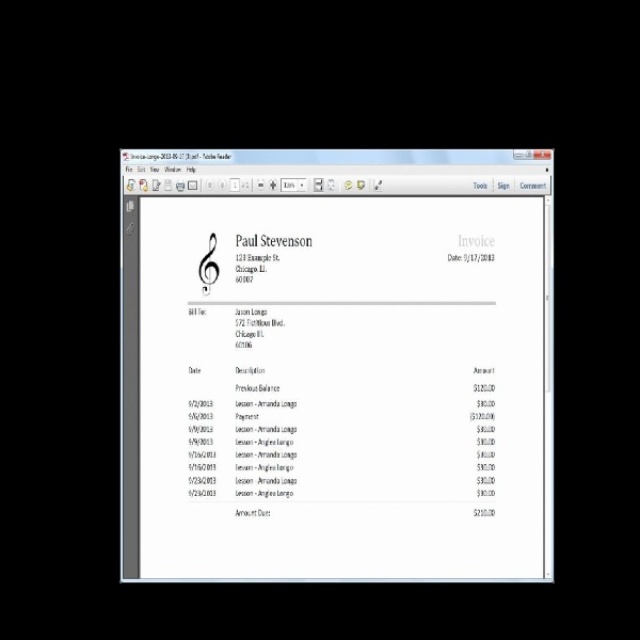 Invoice-Longo-2013-09-17 (3).pdf - Adobe Reader
File Edit View Window Help
Tools Sign Comment
Paul Stevenson Invoice
123 Example St. Date: 9/17/2013
Chicago, Il.
60007
Bill To: Jason Longo
572 Fictitious Blvd.
Chicago Ill.
60106
Date Description Amount
Previous Balance $120.00
9/2/2013 Lesson - Amanda Longo $30.00
9/6/2013 Payment ($120.00)
9/9/2013 Lesson - Amanda Longo $30.00
9/9/2013 Lesson - Anglea Longo $30.00
9/16/2013 Lesson - Amanda Longo $30.00
9/16/2013 Lesson - Anglea Longo $30.00
9/23/2013 Lesson - Amanda Longo $30.00
9/23/2013 Lesson - Anglea Longo $30.00
Amount Due: $210.00